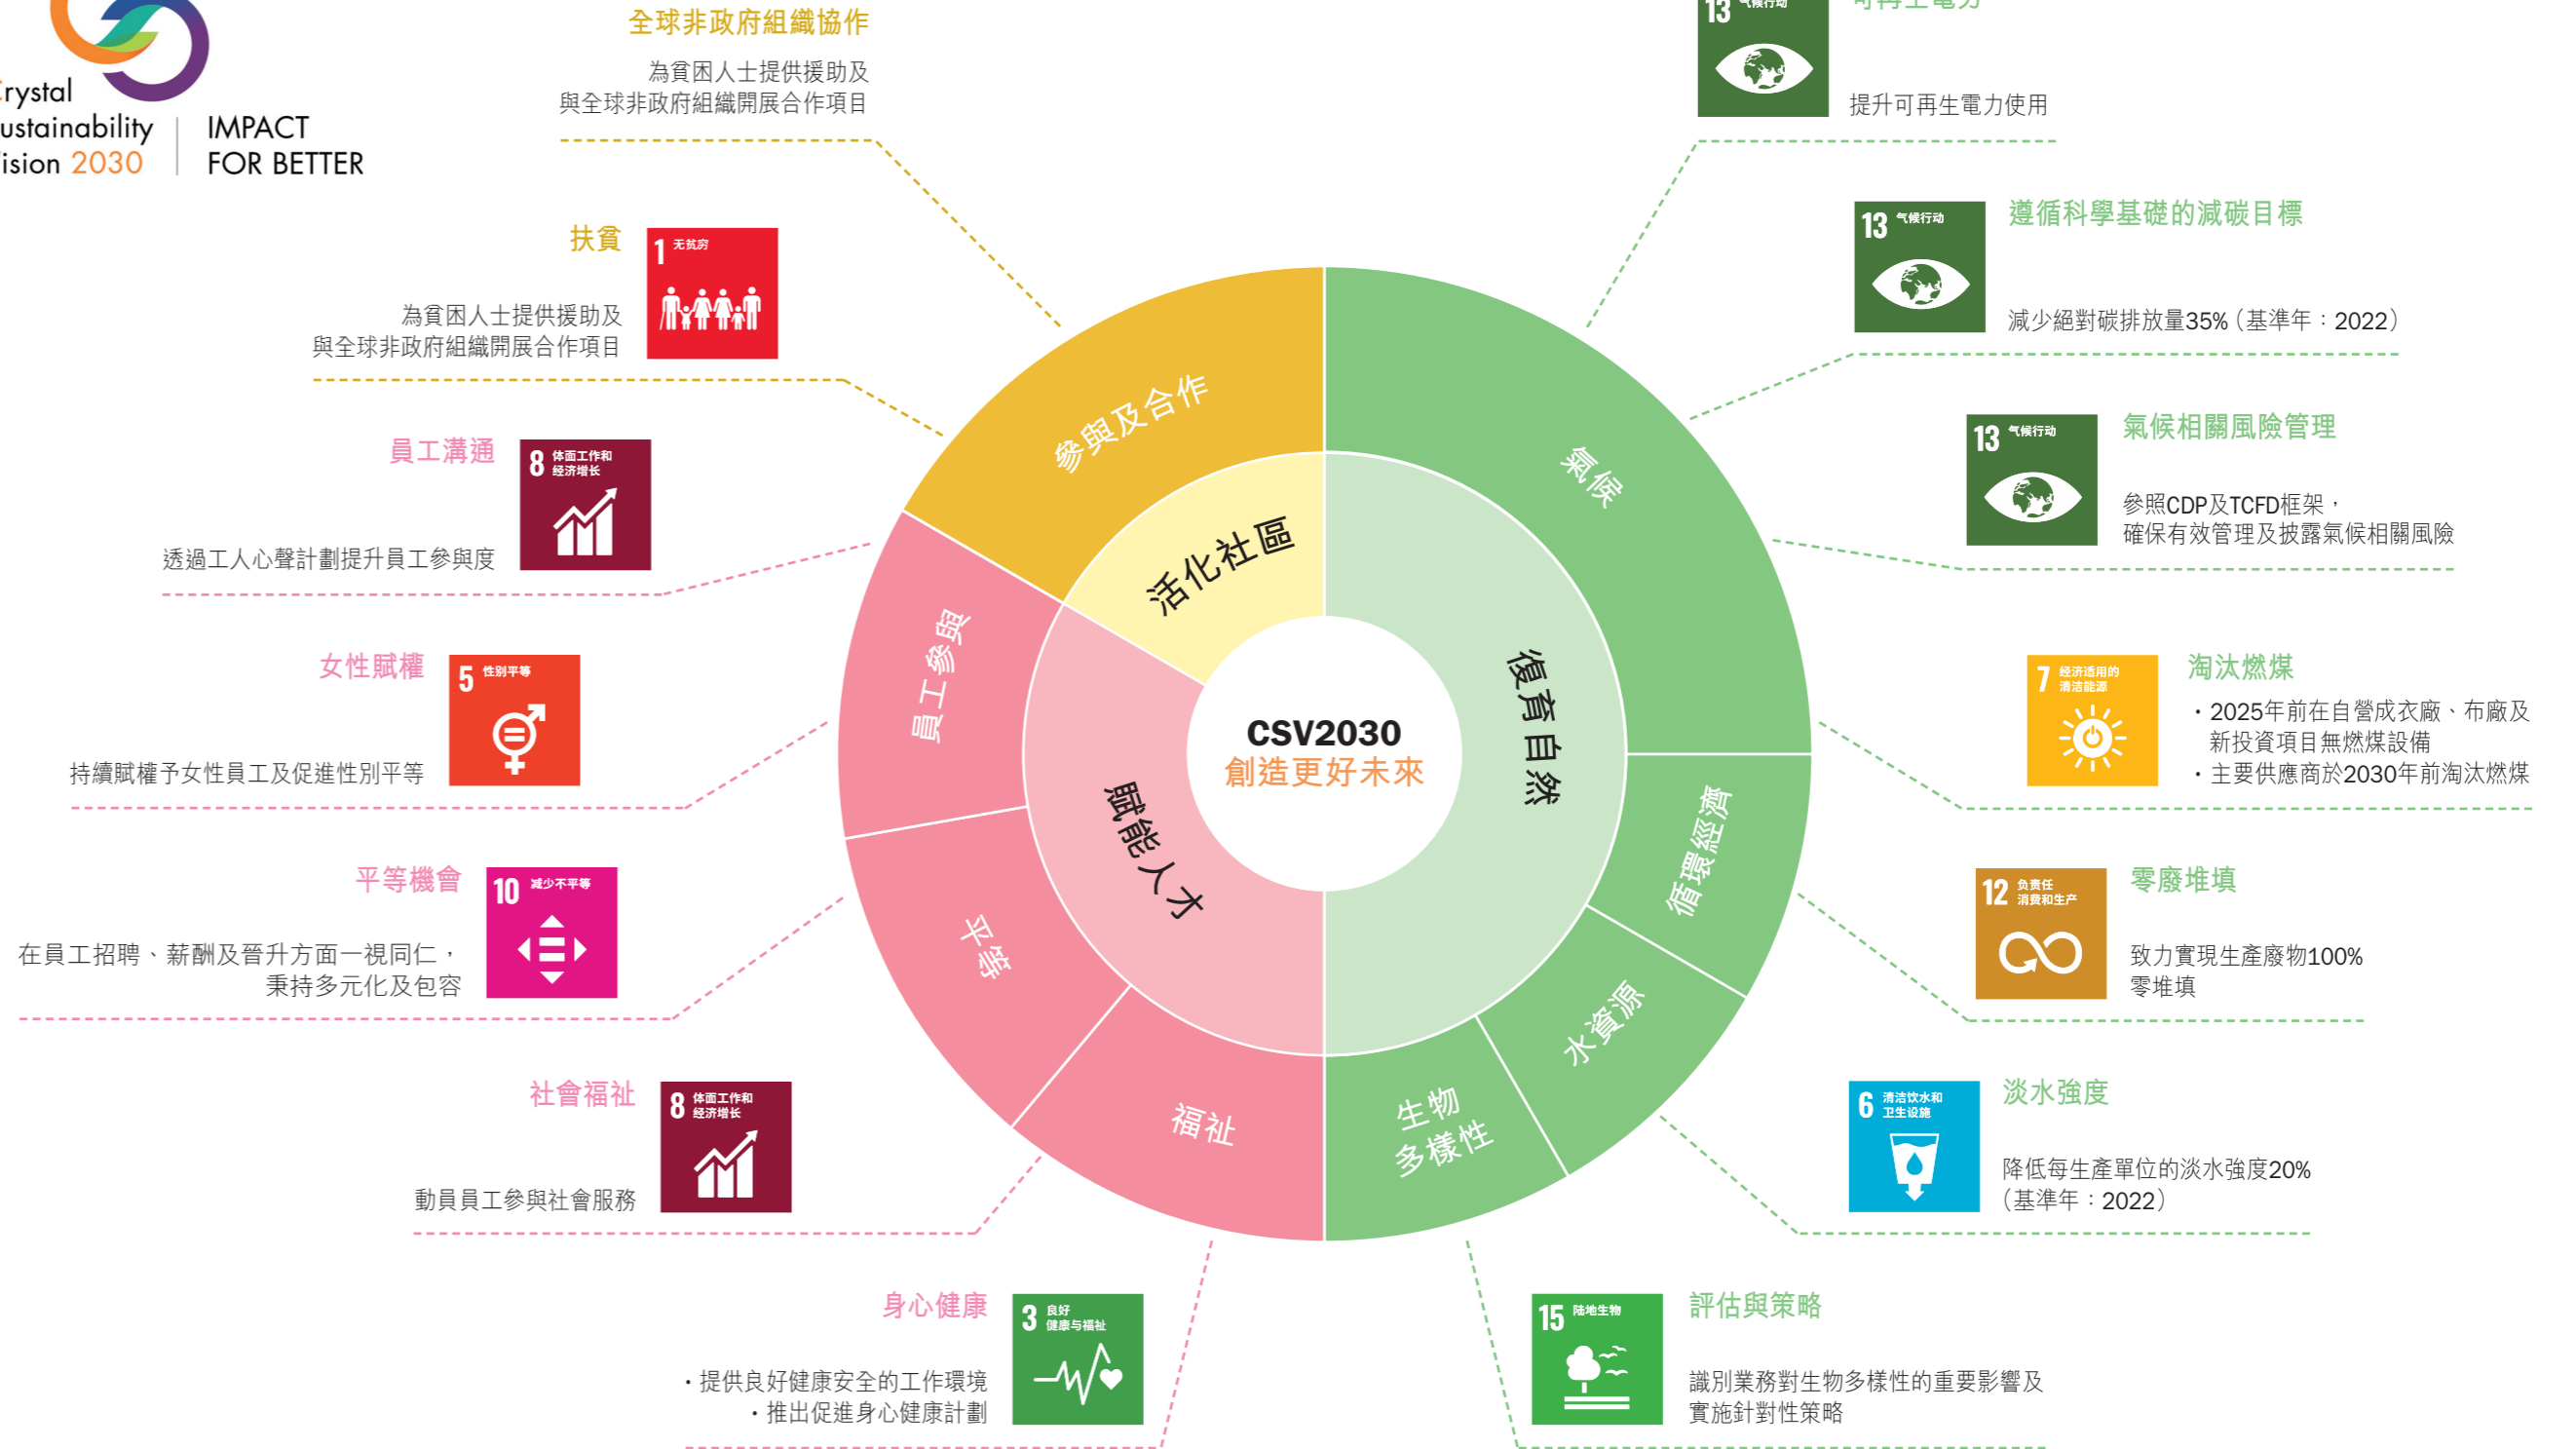 rystal
ustainability
ision 2030
IMPACT
FOR BETTER
全球非政府組織協作
為貧困人士提供援助及
與全球非政府組織開展合作項目
扶貧
1 无贫穷
為貧困人士提供援助及
與全球非政府組織開展合作項目
員工溝通
8 体面工作和
经济增长
透過工人心聲計劃提升員工參與度
女性賦權
5 性别平等
持續賦權予女性員工及促進性別平等
平等機會
10 减少不平等
在員工招聘、薪酬及晉升方面一視同仁，
秉持多元化及包容
社會福祉
8 体面工作和
经济增长
動員員工參與社會服務
身心健康
3 良好
健康与福祉
・提供良好健康安全的工作環境
・推出促進身心健康計劃
參與及合作
活化社區
員工參與
平等
福祉
賦能人才
CSV2030
創造更好未來
復育自然
氣候
循環經濟
水資源
生物
多樣性
13 气候行动
可再生電力
提升可再生電力使用
13 气候行动
遵循科學基礎的減碳目標
減少絕對碳排放量35%（基準年：2022）
13 气候行动
氣候相關風險管理
參照CDP及TCFD框架，
確保有效管理及披露氣候相關風險
7 经济适用的
清洁能源
淘汰燃煤
・2025年前在自營成衣廠、布廠及
新投資項目無燃煤設備
・主要供應商於2030年前淘汰燃煤
12 负责任
消费和生产
零廢堆填
致力實現生產廢物100%
零堆填
6 清洁饮水和
卫生设施
淡水強度
降低每生產單位的淡水強度20%
（基準年：2022）
15 陆地生物
評估與策略
識別業務對生物多樣性的重要影響及
實施針對性策略